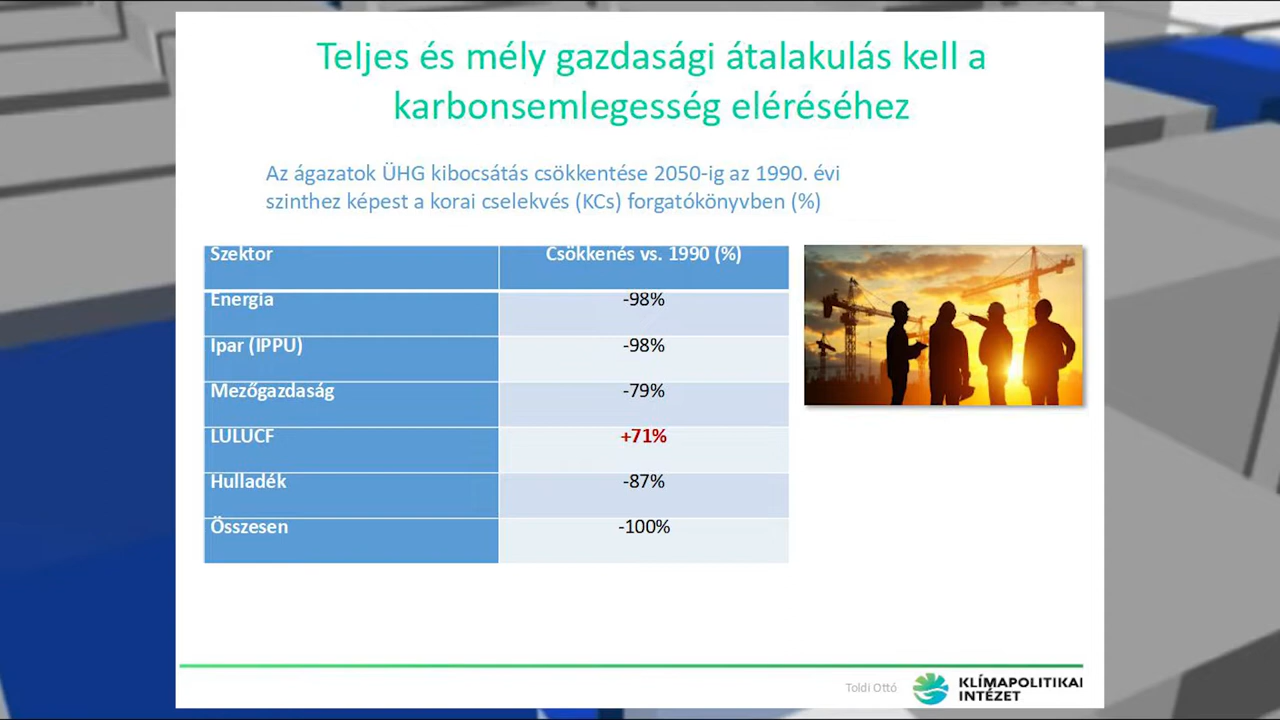 Teljes és mély gazdasági átalakulás kell a
karbonsemlegesség eléréséhez
Az ágazatok ÜHG kibocsátás csökkentése 2050-ig az 1990. évi
szinthez képest a korai cselekvés (KCs) forgatókönyvben (%)
Szektor Csökkenés vs. 1990 (%)
Energia -98%
Ipar (IPPU) -98%
Mezőgazdaság -79%
LULUCF +71%
Hulladék -87%
Összesen -100%
Toldi Ottó
KLÍMAPOLITIKAI
INTÉZET